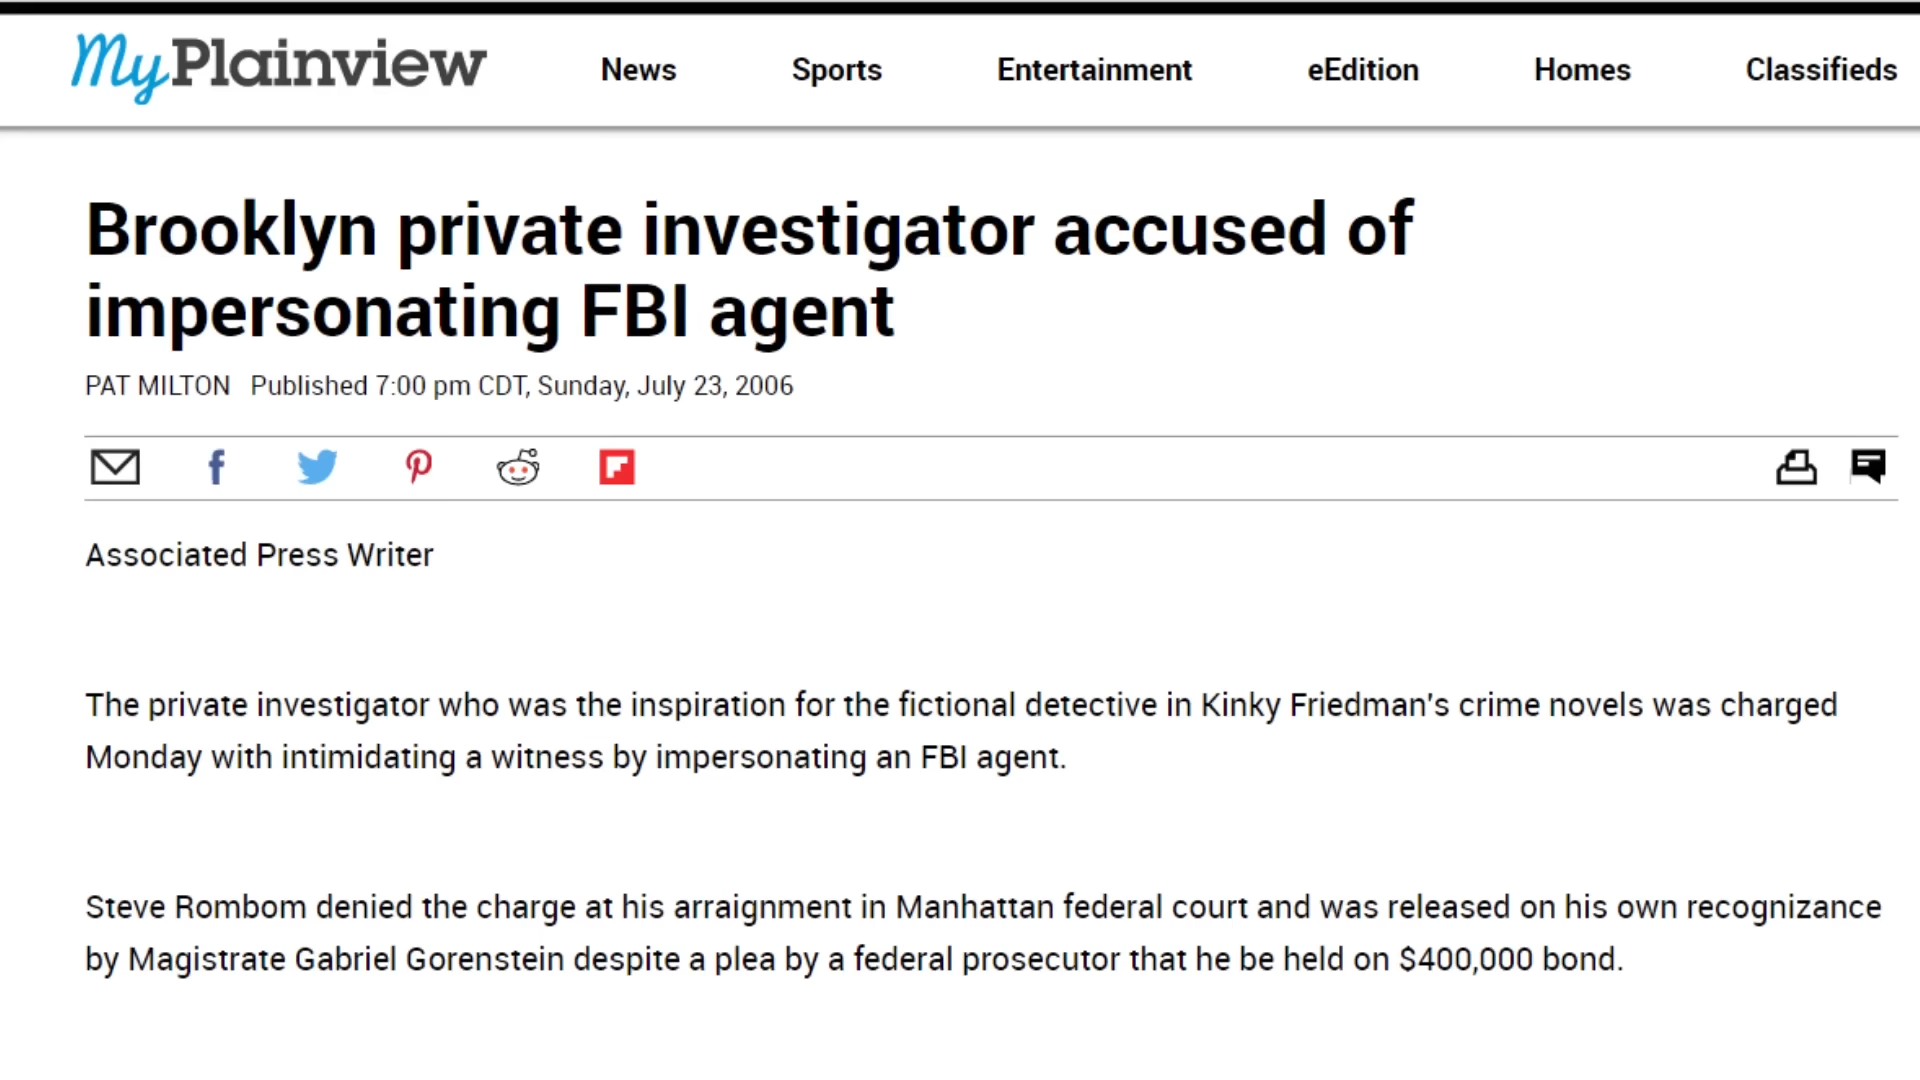 MyPlainview News Sports Entertainment eEdition Homes Classifieds
Brooklyn private investigator accused of
impersonating FBI agent
PAT MILTON Published 7:00 pm CDT, Sunday, July 23, 2006
Associated Press Writer
The private investigator who was the inspiration for the fictional detective in Kinky Friedman's crime novels was charged
Monday with intimidating a witness by impersonating an FBI agent.
Steve Rombom denied the charge at his arraignment in Manhattan federal court and was released on his own recognizance
by Magistrate Gabriel Gorenstein despite a plea by a federal prosecutor that he be held on $400,000 bond.